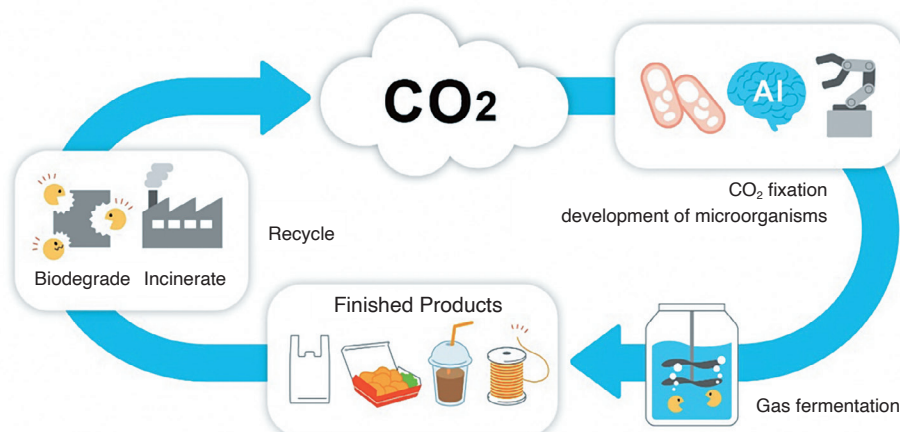 CO2
AI
CO₂ fixation
development of microorganisms
Recycle
Biodegrade Incinerate
Finished Products
Gas fermentation